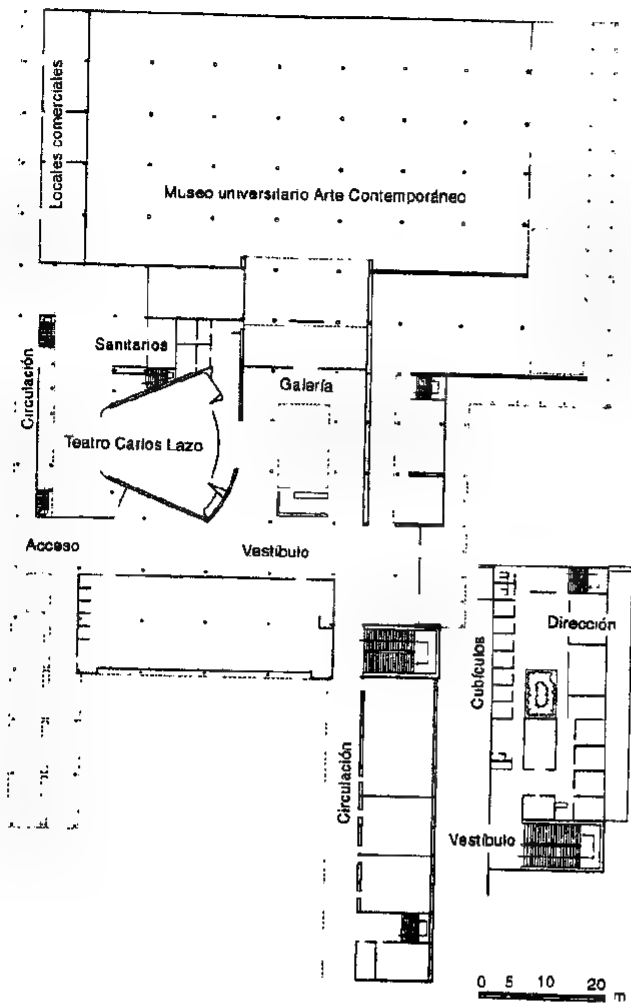 Locales comerciales
Museo universitario Arte Contemporáneo
Circulación
Sanitarios
Galería
Teatro Carlos Lazo
Acceso
Vestíbulo
Cubículos
Dirección
Circulación
Vestíbulo
0 5 10 20 m